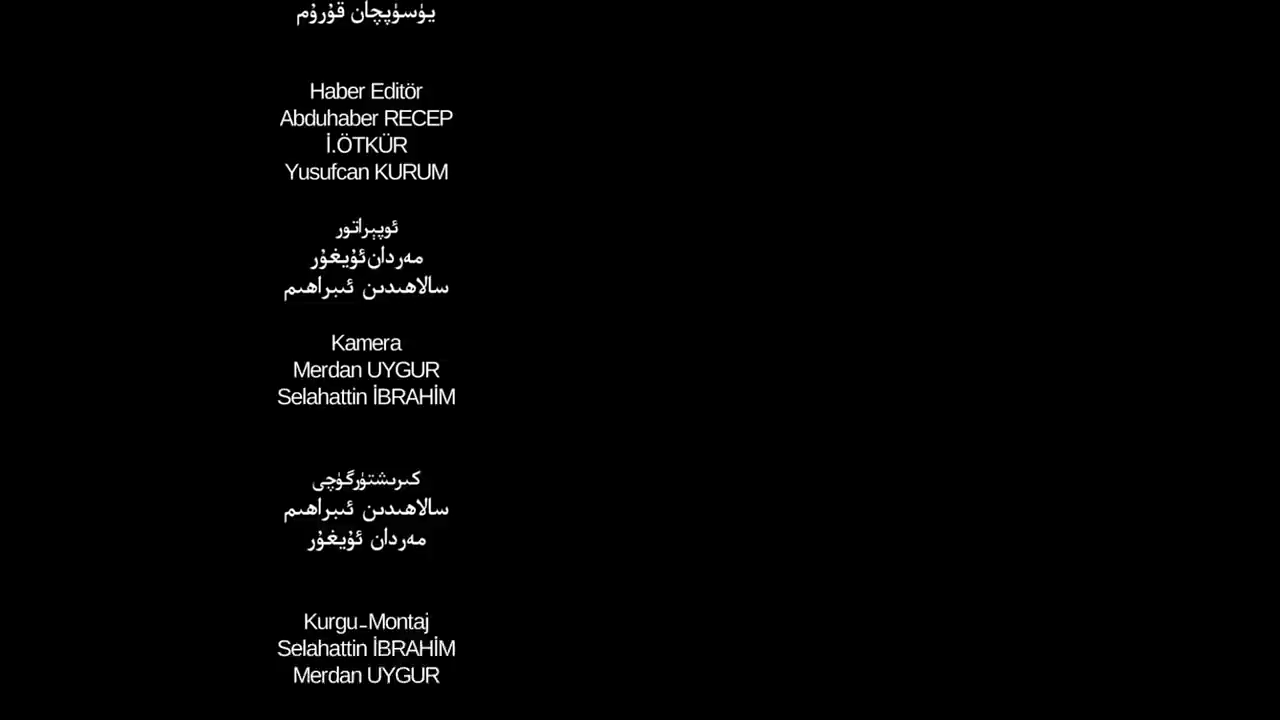 يۈسۈپجان قۇرۇم
Haber Editör
Abduhaber RECEP
İ.ÖTKÜR
Yusufcan KURUM
ئوپېراتور
مەردان ئۇيغۇر
سالاھىدىن ئىبراھىم
Kamera
Merdan UYGUR
Selahattin İBRAHİM
كىرىشتۈرگۈچى
سالاھىدىن ئىبراھىم
مەردان ئۇيغۇر
Kurgu-Montaj
Selahattin İBRAHİM
Merdan UYGUR